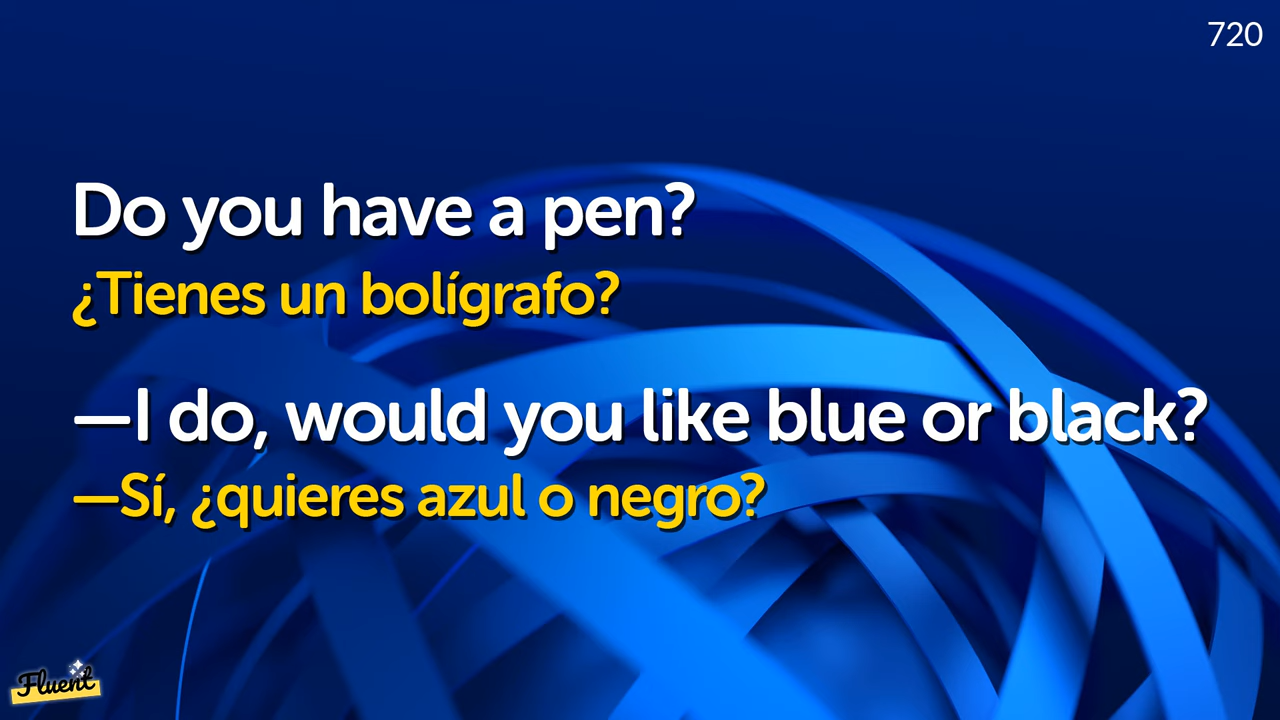 720
Do you have a pen?
¿Tienes un bolígrafo?
—I do, would you like blue or black?
—Sí, ¿quieres azul o negro?
Fluent